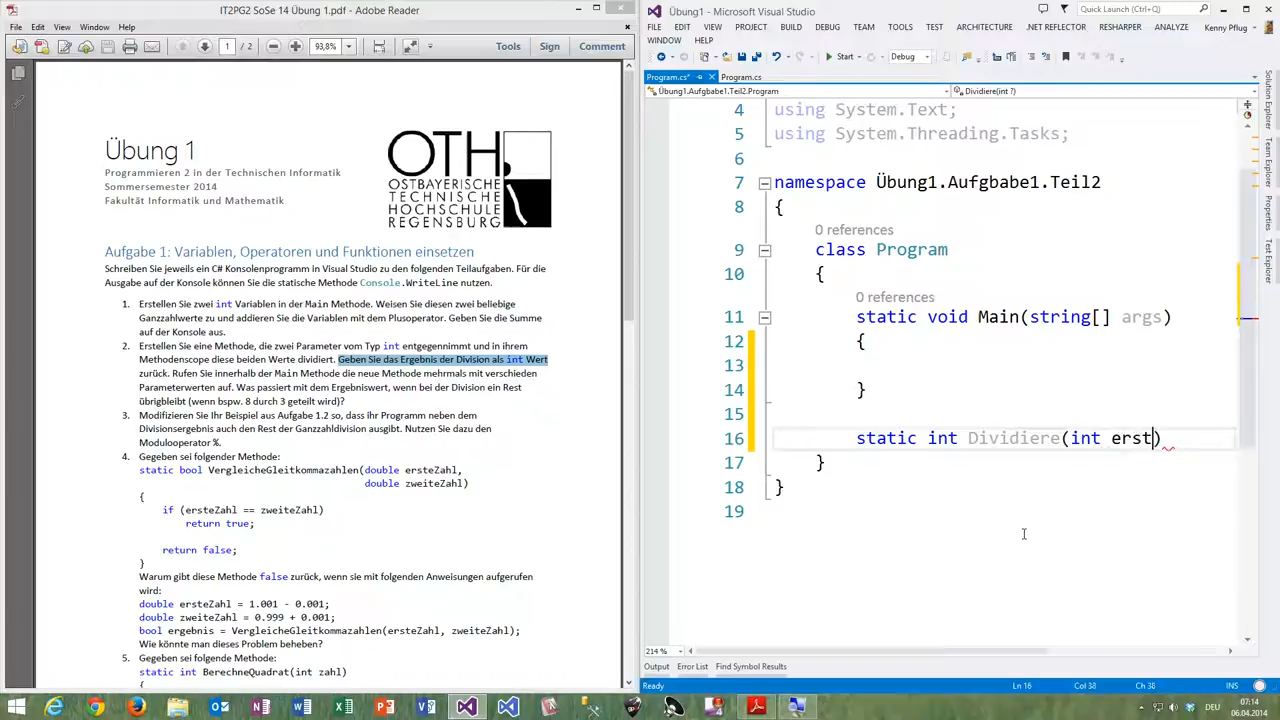 IT2PG2 SoSe 14 Übung 1.pdf - Adobe Reader
File Edit View Window Help
1 / 2 93,8% Tools Sign Comment
Übung 1
Programmieren 2 in der Technischen Informatik
Sommersemester 2014
Fakultät Informatik und Mathematik
OTH
OSTBAYERISCHE
TECHNISCHE
HOCHSCHULE
REGENSBURG
Aufgabe 1: Variablen, Operatoren und Funktionen einsetzen
Schreiben Sie jeweils ein C# Konsolenprogramm in Visual Studio zu den folgenden Teilaufgaben. Für die
Ausgabe auf der Konsole können Sie die statische Methode Console.WriteLine nutzen.
1. Erstellen Sie zwei int Variablen in der Main Methode. Weisen Sie diesen zwei beliebige
Ganzzahlwerte zu und addieren Sie die Variablen mit dem Plusoperator. Geben Sie die Summe
auf der Konsole aus.
2. Erstellen Sie eine Methode, die zwei Parameter vom Typ int entgegennimmt und in ihrem
Methodenscope diese beiden Werte dividiert. Geben Sie das Ergebnis der Division als int Wert
zurück. Rufen Sie innerhalb der Main Methode die neue Methode mehrmals mit verschieden
Parameterwerten auf. Was passiert mit dem Ergebniswert, wenn bei der Division ein Rest
übrigbleibt (wenn bspw. 8 durch 3 geteilt wird)?
3. Modifizieren Sie Ihr Beispiel aus Aufgabe 1.2 so, dass ihr Programm neben dem
Divisionsergebnis auch den Rest der Ganzzahldivision ausgibt. Nutzen Sie dazu den
Modulooperator %.
4. Gegeben sei folgender Methode:
static bool VergleicheGleitkommazahlen(double ersteZahl,
double zweiteZahl)
{
if (ersteZahl == zweiteZahl)
return true;
return false;
}
Warum gibt diese Methode false zurück, wenn sie mit folgenden Anweisungen aufgerufen
wird:
double ersteZahl = 1.001 - 0.001;
double zweiteZahl = 0.999 + 0.001;
bool ergebnis = VergleicheGleitkommazahlen(ersteZahl, zweiteZahl);
Wie könnte man dieses Problem beheben?
5. Gegeben sei folgende Methode:
static int BerechneQuadrat(int zahl)
{
Übung1 - Microsoft Visual Studio
Quick Launch (Ctrl+Q)
FILE EDIT VIEW PROJECT BUILD DEBUG TEAM TOOLS TEST ARCHITECTURE .NET REFLECTOR RESHARPER ANALYZE Kenny Pflug
WINDOW HELP
Start Debug
Program.cs* Program.cs
Übung1.Aufgbabe1.Teil2.Program Dividiere(int ?)
4 using System.Text;
5 using System.Threading.Tasks;
6
7 namespace Übung1.Aufgbabe1.Teil2
8 {
0 references
9 class Program
10 {
0 references
11 static void Main(string[] args)
12 {
13
14 }
15
16 static int Dividiere(int erst)
17 }
18 }
19
Solution Explorer
Team Explorer
Properties
Test Explorer
214 %
Output Error List Find Symbol Results
Ready Ln 16 Col 38 Ch 38 INS
DEU 07:14
06.04.2014